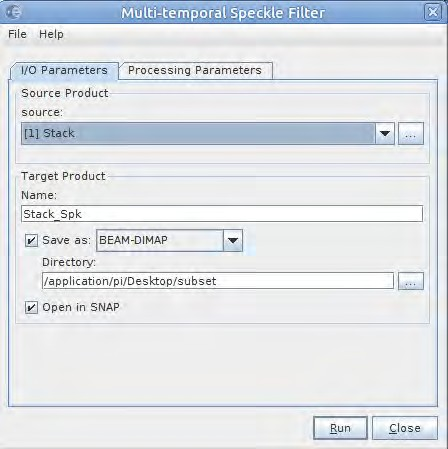 Multi-temporal Speckle Filter
File Help
I/O Parameters Processing Parameters
Source Product
source:
[1] Stack ...
Target Product
Name:
Stack_Spk
Save as: BEAM-DIMAP
Directory:
/application/pi/Desktop/subset ...
Open in SNAP
Run Close